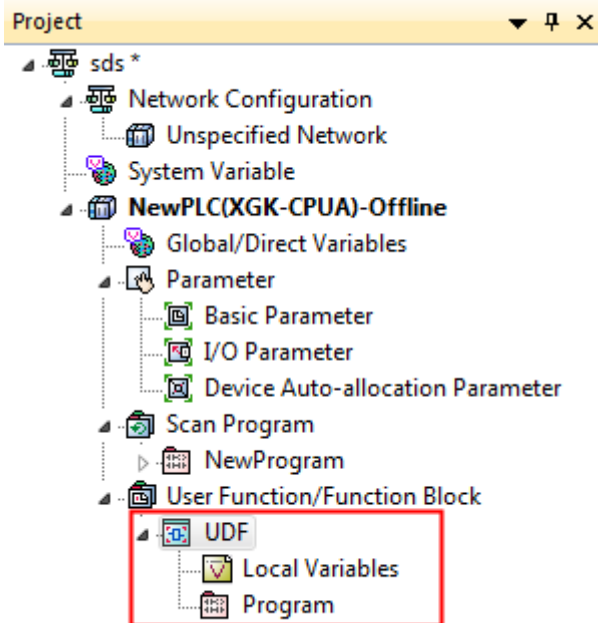 Project
sds *
Network Configuration
Unspecified Network
System Variable
NewPLC(XGK-CPUA)-Offline
Global/Direct Variables
Parameter
Basic Parameter
I/O Parameter
Device Auto-allocation Parameter
Scan Program
NewProgram
User Function/Function Block
UDF
Local Variables
Program